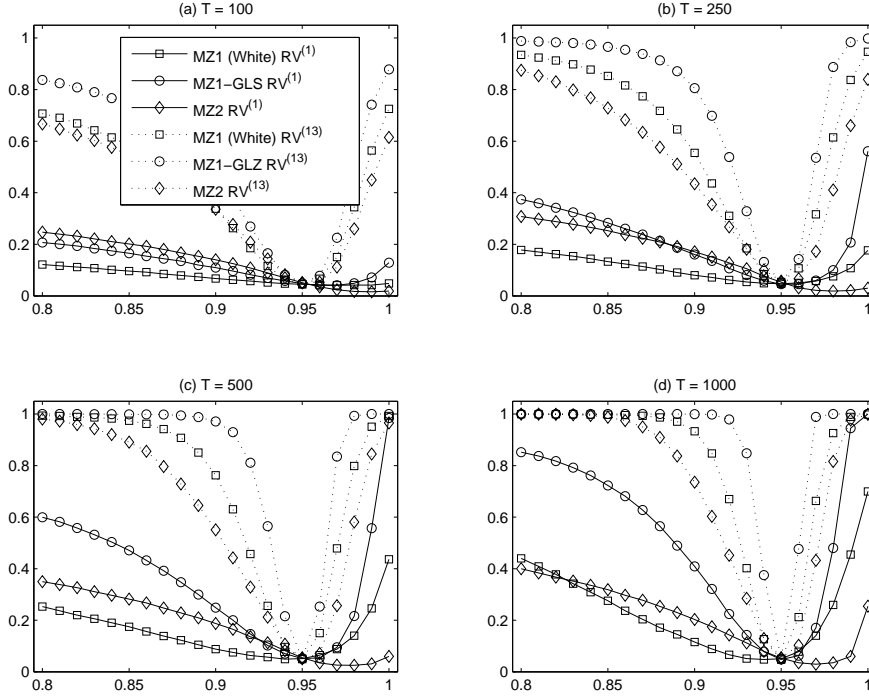 (a) T = 100
1
0.8
0.6
0.4
0.2
0
0.8 0.85 0.9 0.95 1
MZ1 (White) RV(1)
MZ1−GLS RV(1)
MZ2 RV(1)
MZ1 (White) RV(13)
MZ1−GLZ RV(13)
MZ2 RV(13)
(b) T = 250
1
0.8
0.6
0.4
0.2
0
0.8 0.85 0.9 0.95 1
(c) T = 500
1
0.8
0.6
0.4
0.2
0
0.8 0.85 0.9 0.95 1
(d) T = 1000
1
0.8
0.6
0.4
0.2
0
0.8 0.85 0.9 0.95 1